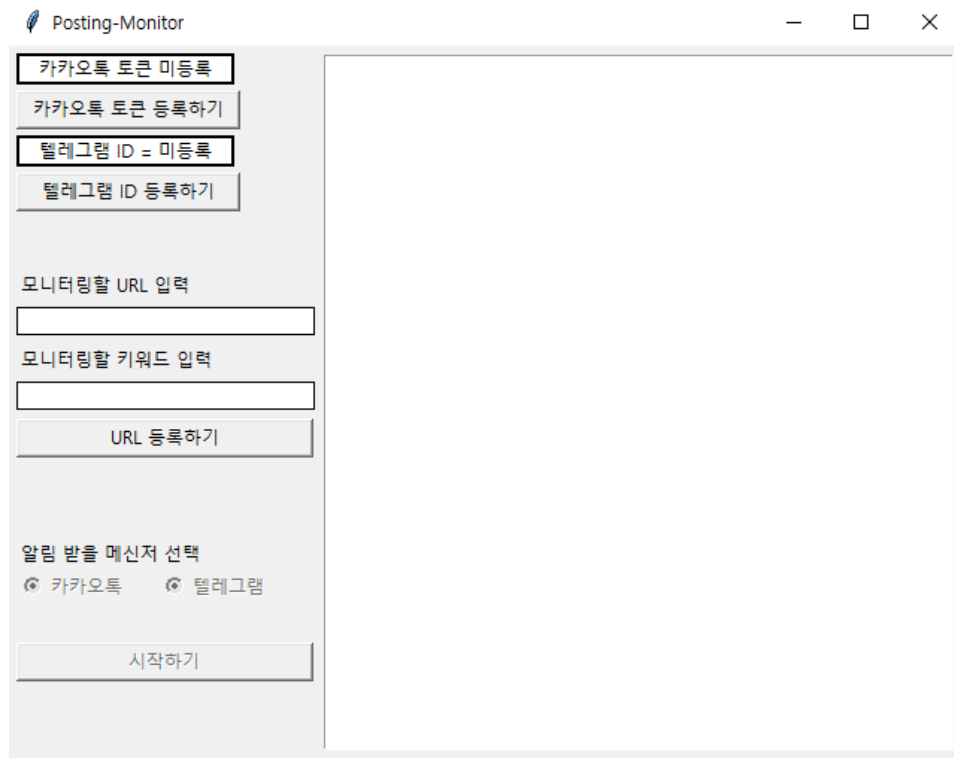 Posting-Monitor
카카오톡 토큰 미등록
카카오톡 토큰 등록하기
텔레그램 ID = 미등록
텔레그램 ID 등록하기
모니터링할 URL 입력
모니터링할 키워드 입력
URL 등록하기
알림 받을 메신저 선택
카카오톡 텔레그램
시작하기